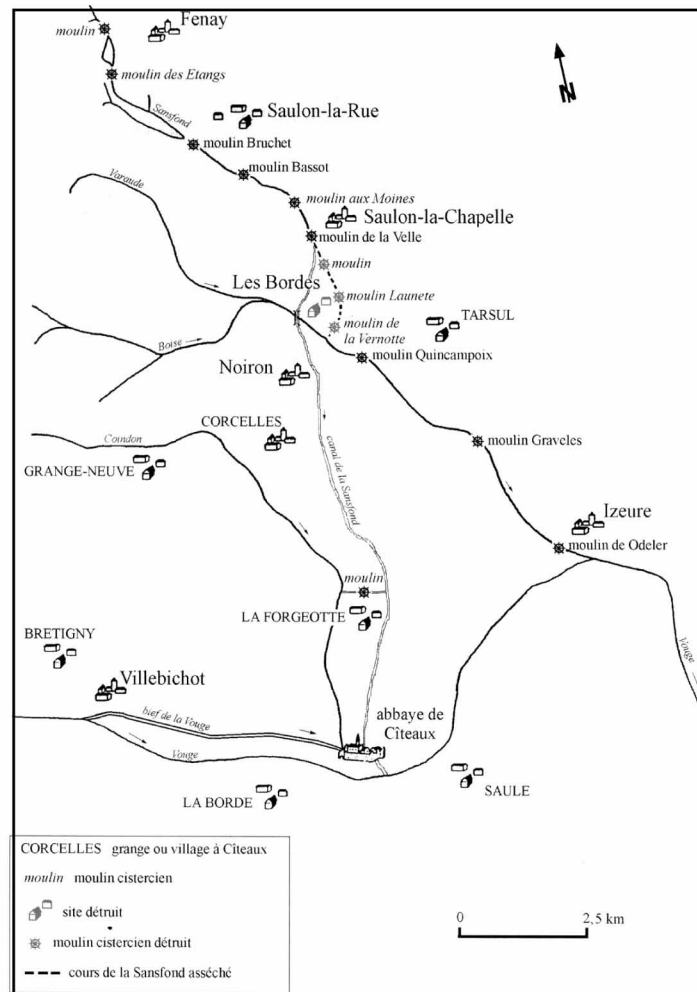 Fenay
moulin
moulin des Etangs
Sansfond
Saulon-la-Rue
moulin Bruchet
moulin Bassot
Varaude
moulin aux Moines
Saulon-la-Chapelle
moulin de la Velle
moulin
Les Bordes
moulin Launete
TARSUL
moulin de
la Vernotte
Boise
moulin Quincampoix
Noiron
CORCELLES
Coindon
moulin Graveles
GRANGE-NEUVE
canal de la Sansfond
Izeure
moulin de Odeler
moulin
LA FORGEOTTE
BRETIGNY
Villebichot
Vouge
bief de la Vouge
abbaye de
Cîteaux
Vouge
SAULE
LA BORDE
N
CORCELLES grange ou village à Cîteaux
moulin moulin cistercien
site détruit
moulin cistercien détruit
cours de la Sansfond asséché
0 2,5 km